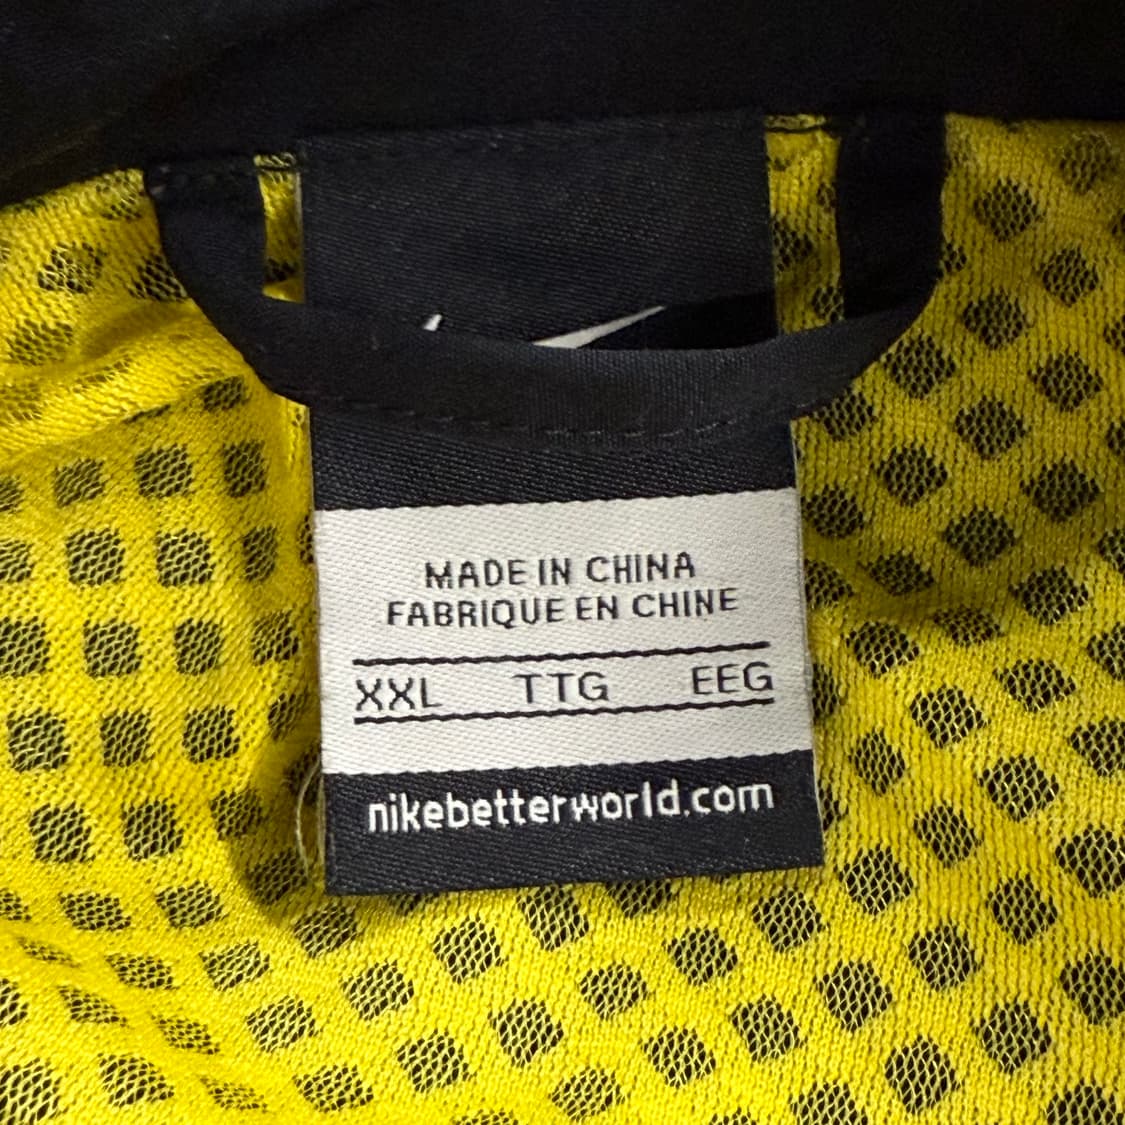 MADE IN CHINA
FABRIQUE EN CHINE
XXL TTG EEG
nikebetterworld.com